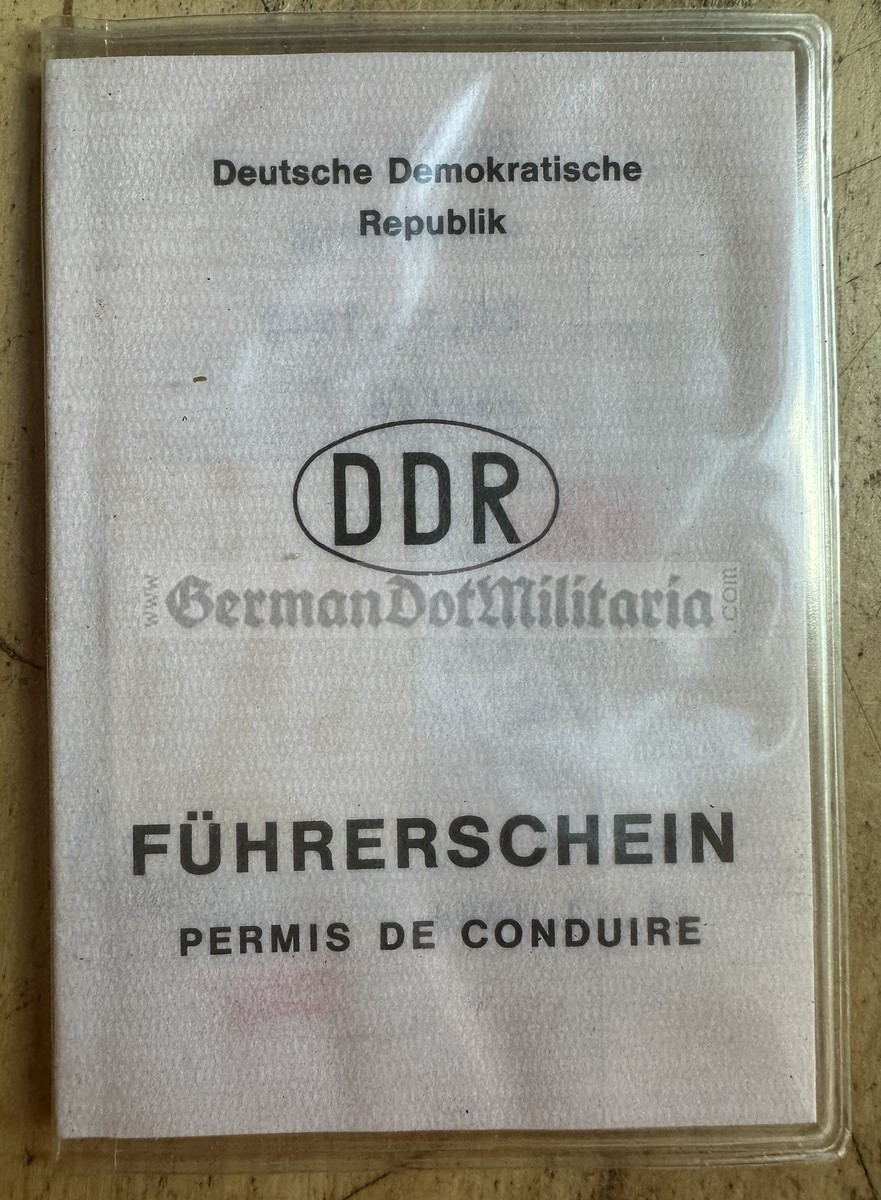 Deutsche Demokratische
Republik
DDR
www.GermanDotMilitaria.com
FÜHRERSCHEIN
PERMIS DE CONDUIRE